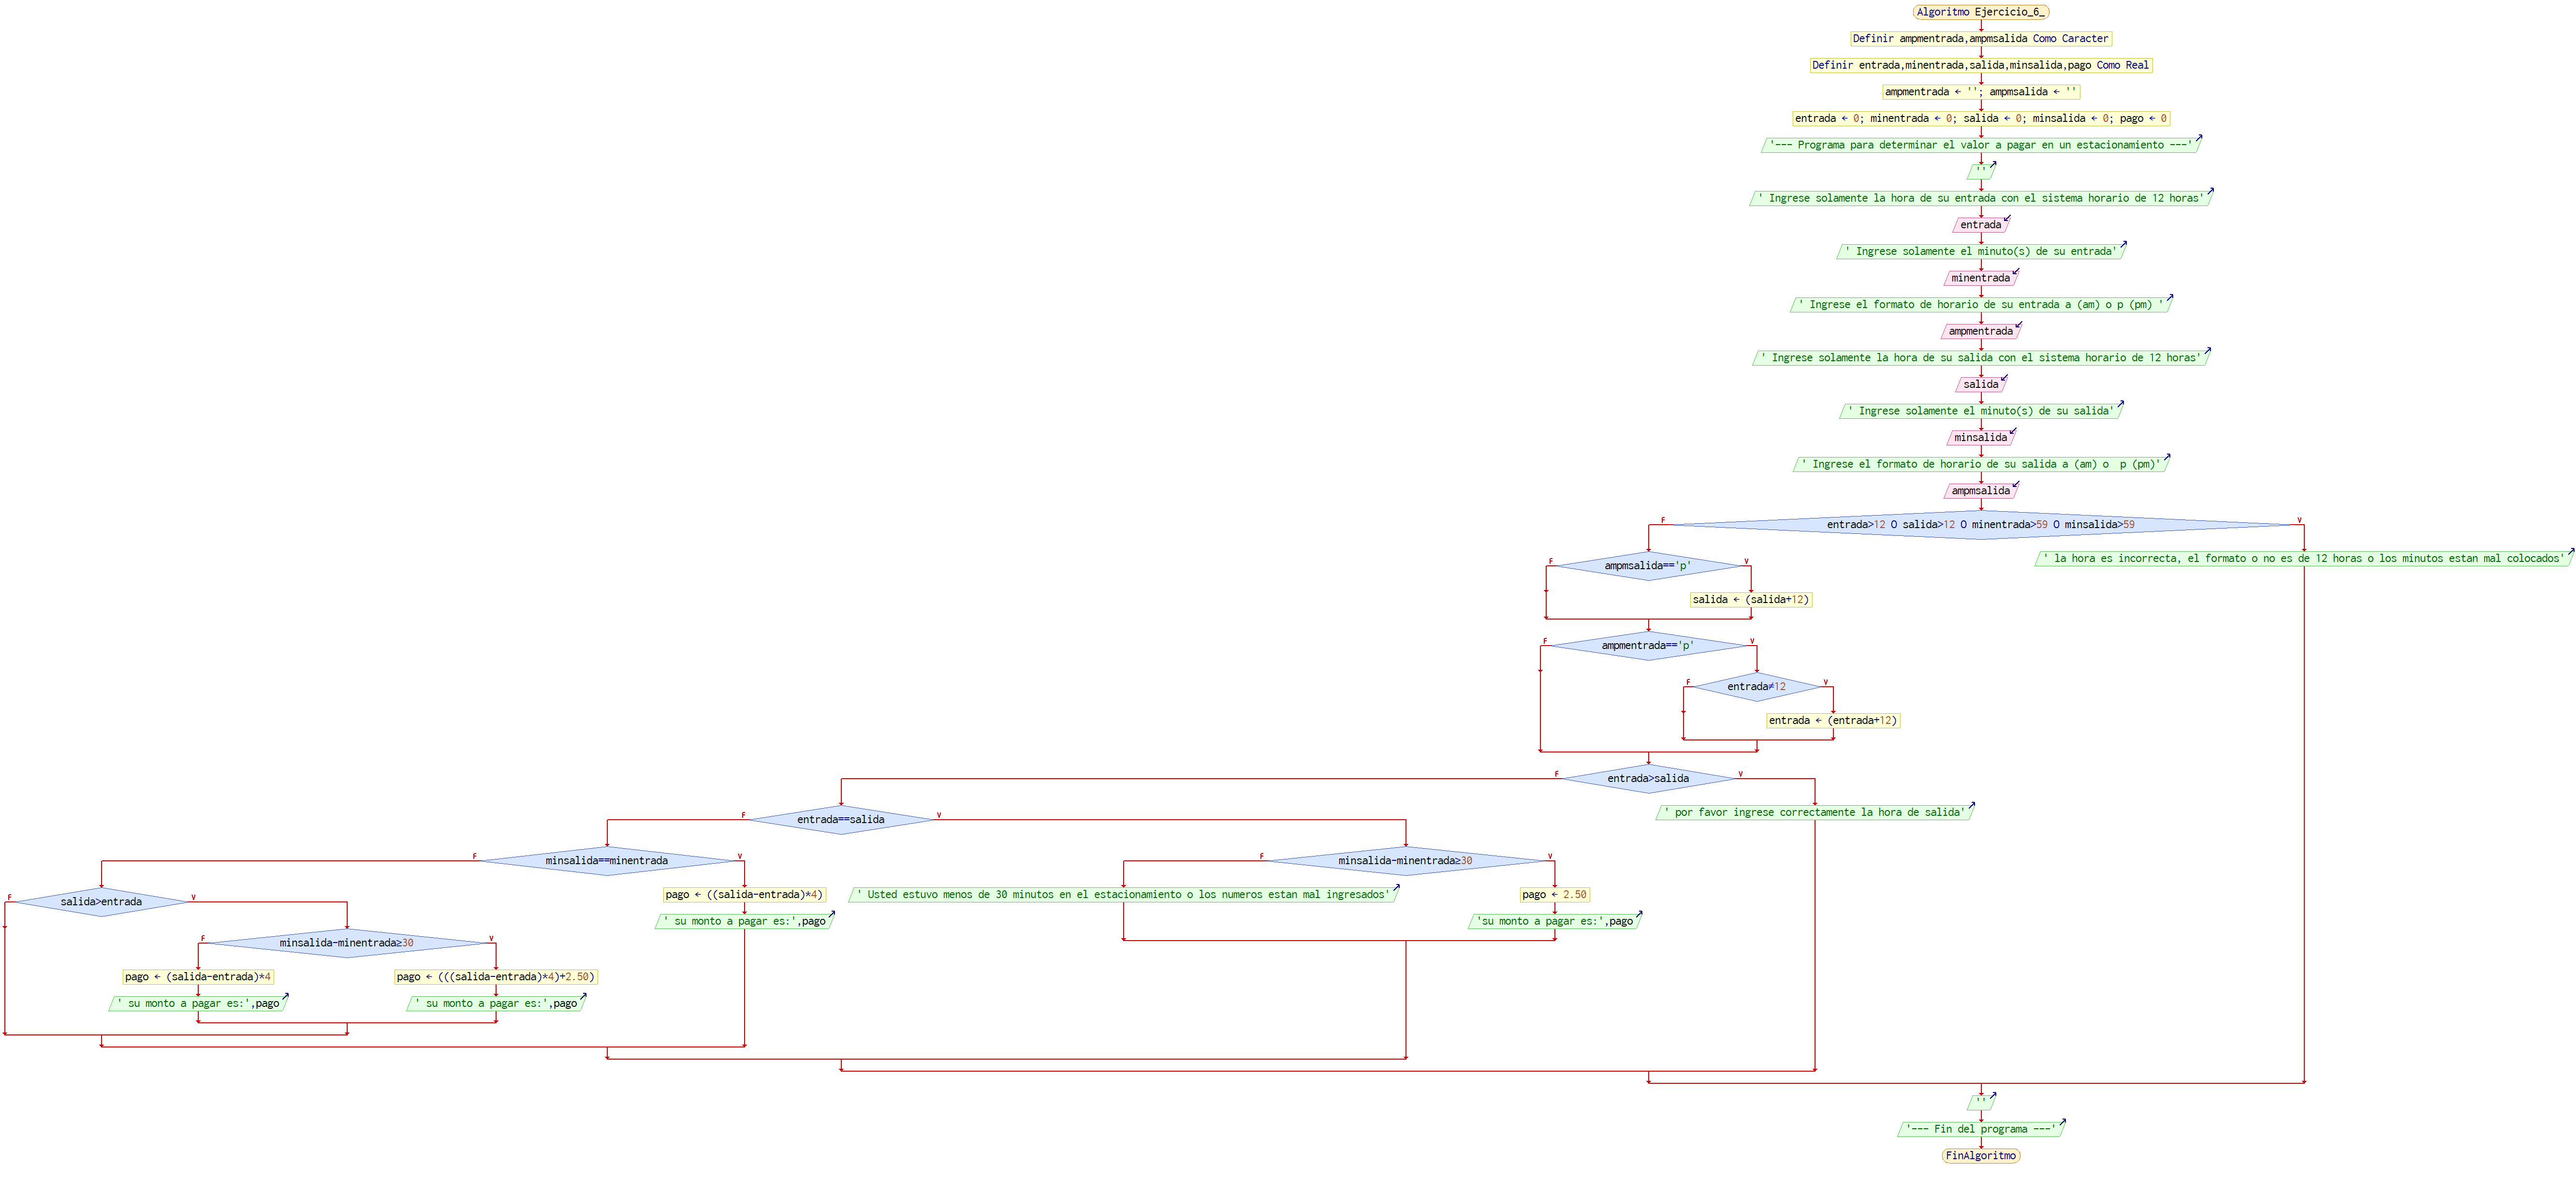 Algoritmo Ejercicio_6_
Definir ampmentrada,ampmsalida Como Caracter
Definir entrada,minentrada,salida,minsalida,pago Como Real
ampmentrada ← ''; ampmsalida ← ''
entrada ← 0; minentrada ← 0; salida ← 0; minsalida ← 0; pago ← 0
'--- Programa para determinar el valor a pagar en un estacionamiento ---'
''
' Ingrese solamente la hora de su entrada con el sistema horario de 12 horas'
entrada
' Ingrese solamente el minuto(s) de su entrada'
minentrada
' Ingrese el formato de horario de su entrada a (am) o p (pm) '
ampmentrada
' Ingrese solamente la hora de su salida con el sistema horario de 12 horas'
salida
' Ingrese solamente el minuto(s) de su salida'
minsalida
' Ingrese el formato de horario de su salida a (am) o  p (pm)'
ampmsalida
F
entrada>12 O salida>12 O minentrada>59 O minsalida>59
V
' la hora es incorrecta, el formato o no es de 12 horas o los minutos estan mal colocados'
F
ampmsalida=='p'
V
salida ← (salida+12)
F
ampmentrada=='p'
V
F
entrada≠12
V
entrada ← (entrada+12)
F
entrada>salida
V
' por favor ingrese correctamente la hora de salida'
F
entrada==salida
V
F
minsalida==minentrada
V
F
minsalida-minentrada≥30
V
pago ← ((salida-entrada)*4)
' Usted estuvo menos de 30 minutos en el estacionamiento o los numeros estan mal ingresados'
pago ← 2.50
F
salida>entrada
V
' su monto a pagar es:',pago
'su monto a pagar es:',pago
F
minsalida-minentrada≥30
V
pago ← (salida-entrada)*4
pago ← (((salida-entrada)*4)+2.50)
' su monto a pagar es:',pago
' su monto a pagar es:',pago
''
'--- Fin del programa ---'
FinAlgoritmo